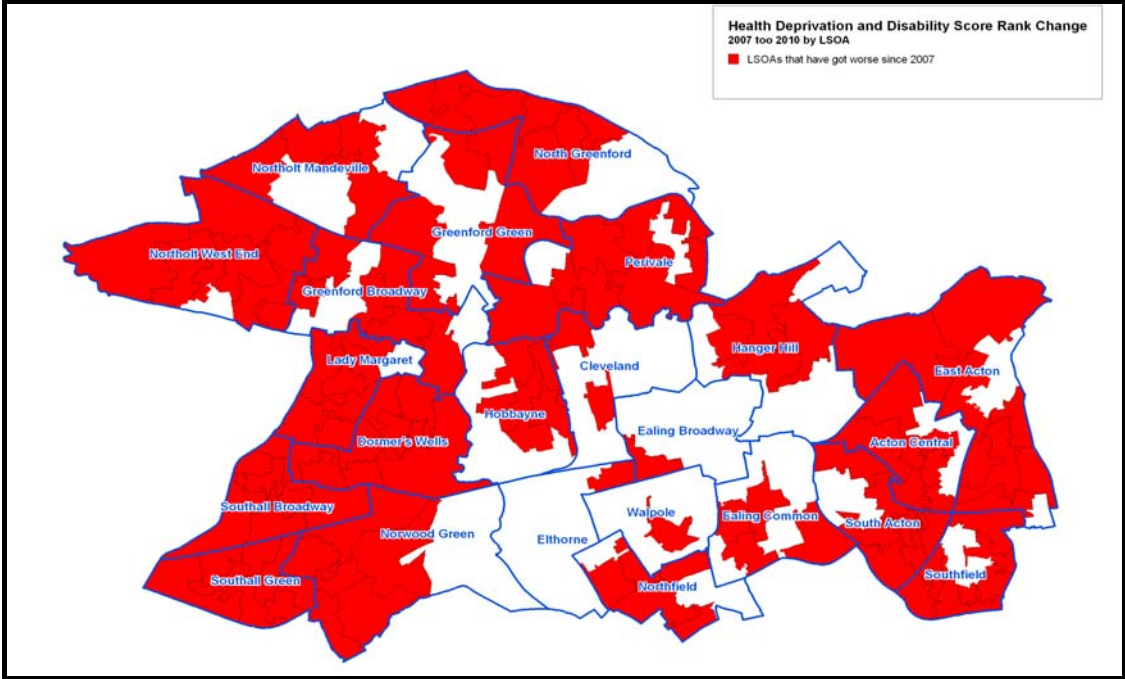 Health Deprivation and Disability Score Rank Change
2007 too 2010 by LSOA
LSOAs that have got worse since 2007
North Greenford
Northolt Mandeville
Greenford Green
Northolt West End
Perivale
Greenford Broadway
Hanger Hill
Lady Margaret
Cleveland
East Acton
Hobbayne
Ealing Broadway
Dormer's Wells
Acton Central
Southall Broadway
Walpole
Ealing Common
South Acton
Norwood Green
Elthorne
Southall Green
Southfield
Northfield